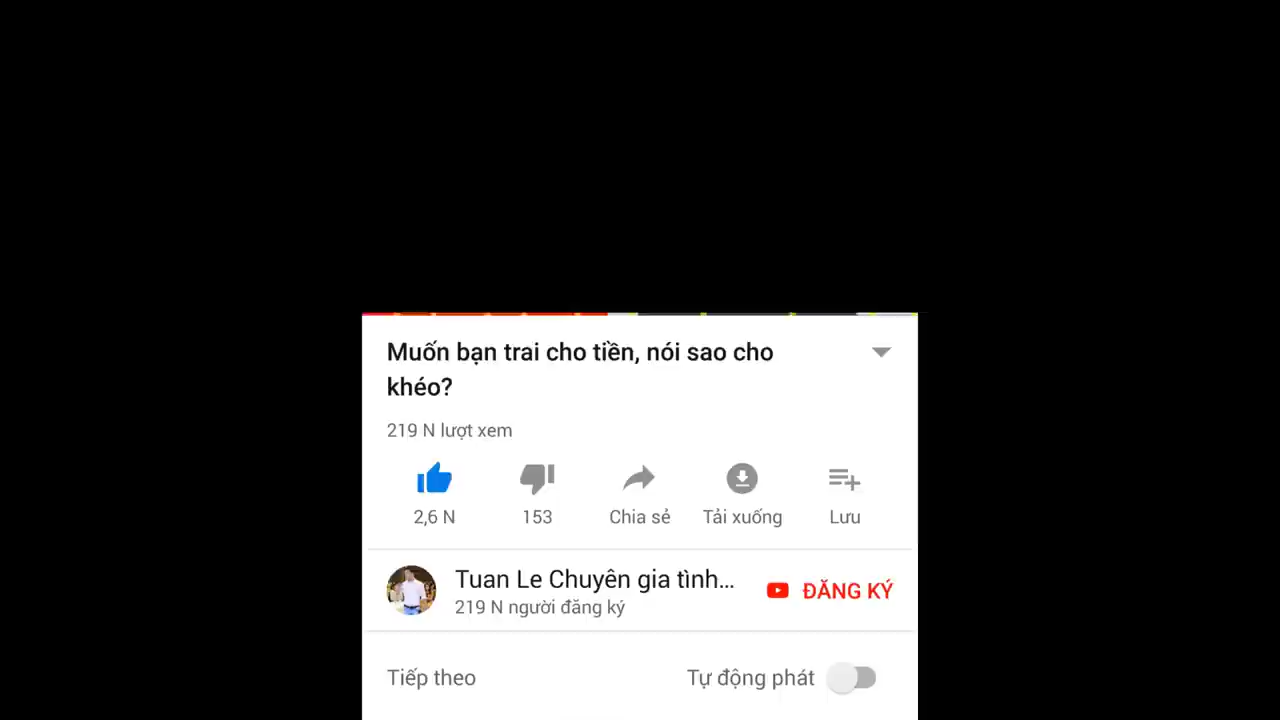 Muốn bạn trai cho tiền, nói sao cho
khéo?
219 N lượt xem
2,6 N 153 Chia sẻ Tải xuống Lưu
Tuan Le Chuyên gia tình... ĐĂNG KÝ
219 N người đăng ký
Tiếp theo Tự động phát